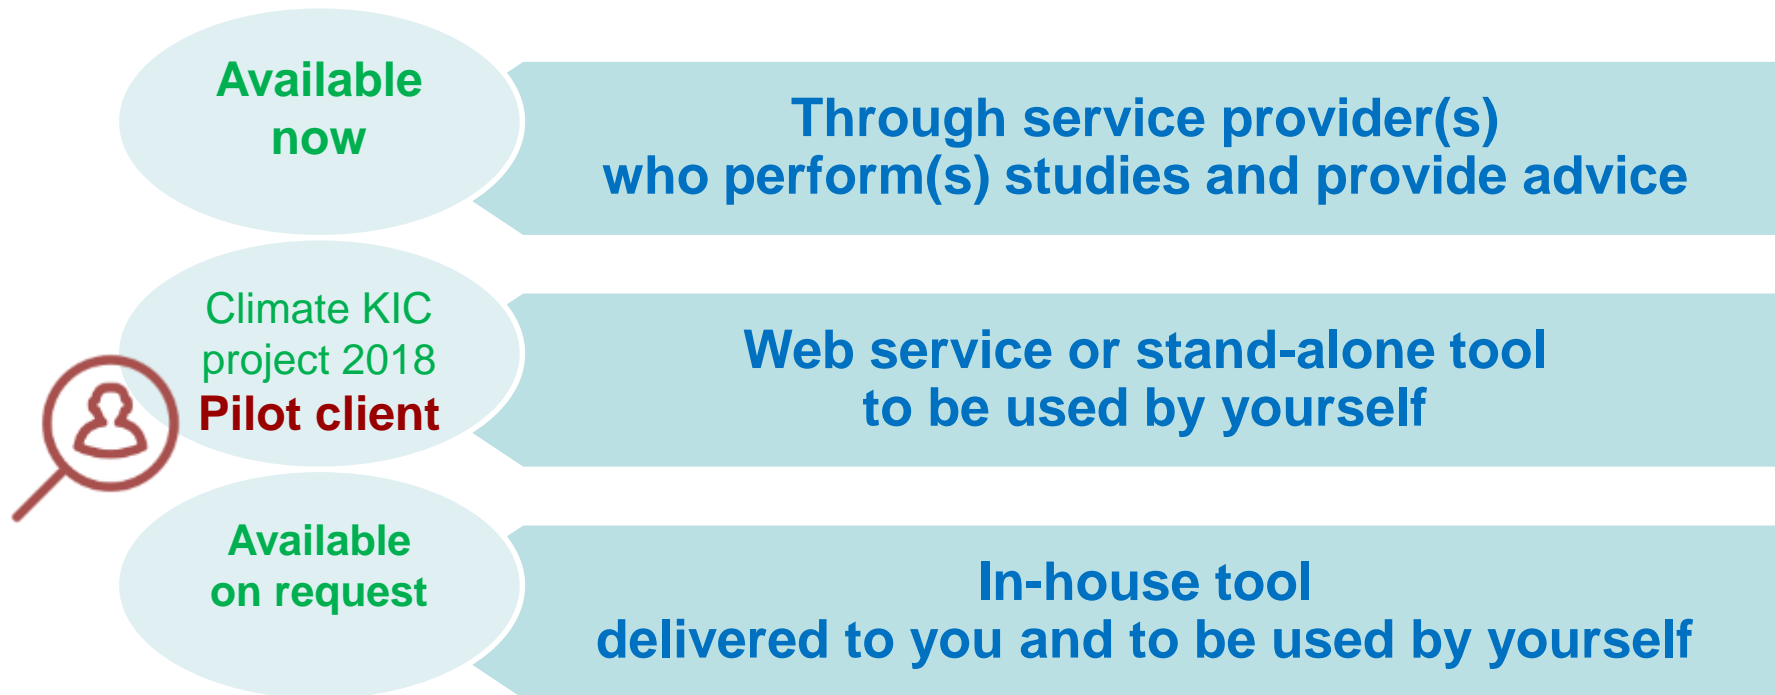 Available
now
Through service provider(s)
who perform(s) studies and provide advice
Climate KIC
project 2018
Pilot client
Web service or stand-alone tool
to be used by yourself
Available
on request
In-house tool
delivered to you and to be used by yourself